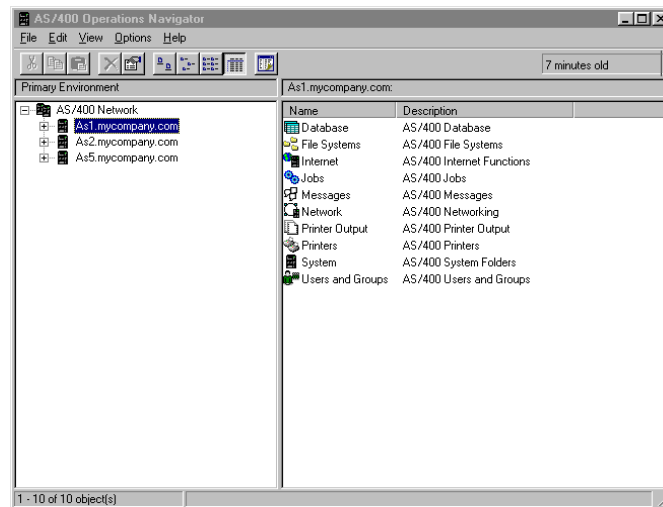 AS/400 Operations Navigator
File Edit View Options Help
7 minutes old
Primary Environment
As1.mycompany.com:
AS/400 Network
As1.mycompany.com
As2.mycompany.com
As5.mycompany.com
Name Description
Database AS/400 Database
File Systems AS/400 File Systems
Internet AS/400 Internet Functions
Jobs AS/400 Jobs
Messages AS/400 Messages
Network AS/400 Networking
Printer Output AS/400 Printer Output
Printers AS/400 Printers
System AS/400 System Folders
Users and Groups AS/400 Users and Groups
1 - 10 of 10 object(s)